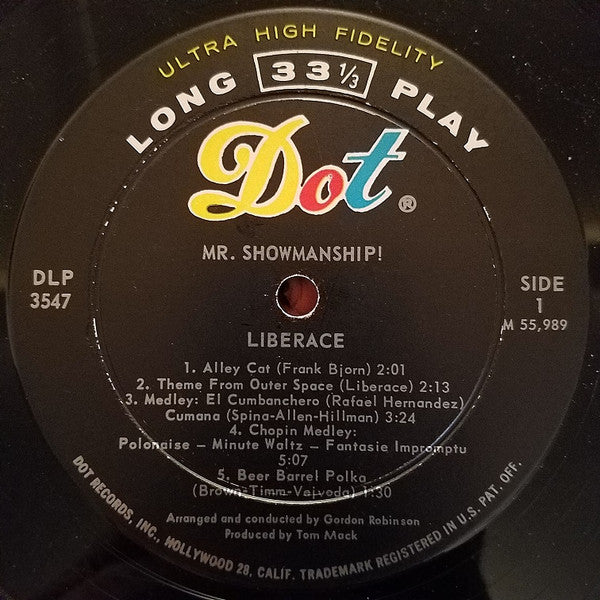 ULTRA HIGH FIDELITY
LONG 33 1/3 PLAY
Dot®
MR. SHOWMANSHIP!
DLP
3547
SIDE
1
M 55,989
LIBERACE
1. Alley Cat (Frank Bjorn) 2:01
2. Theme From Outer Space (Liberace) 2:13
3. Medley: El Cumbanchero (Rafael Hernandez)
Cumana (Spina-Allen-Hillman) 3:24
4. Chopin Medley:
Polonaise — Minute Waltz — Fantasie Impromptu
5:07
5. Beer Barrel Polka
(Brown-Timm-Vejvoda) 1:30
Arranged and conducted by Gordon Robinson
Produced by Tom Mack
DOT RECORDS, INC., HOLLYWOOD 28, CALIF. TRADEMARK REGISTERED IN U.S. PAT. OFF.